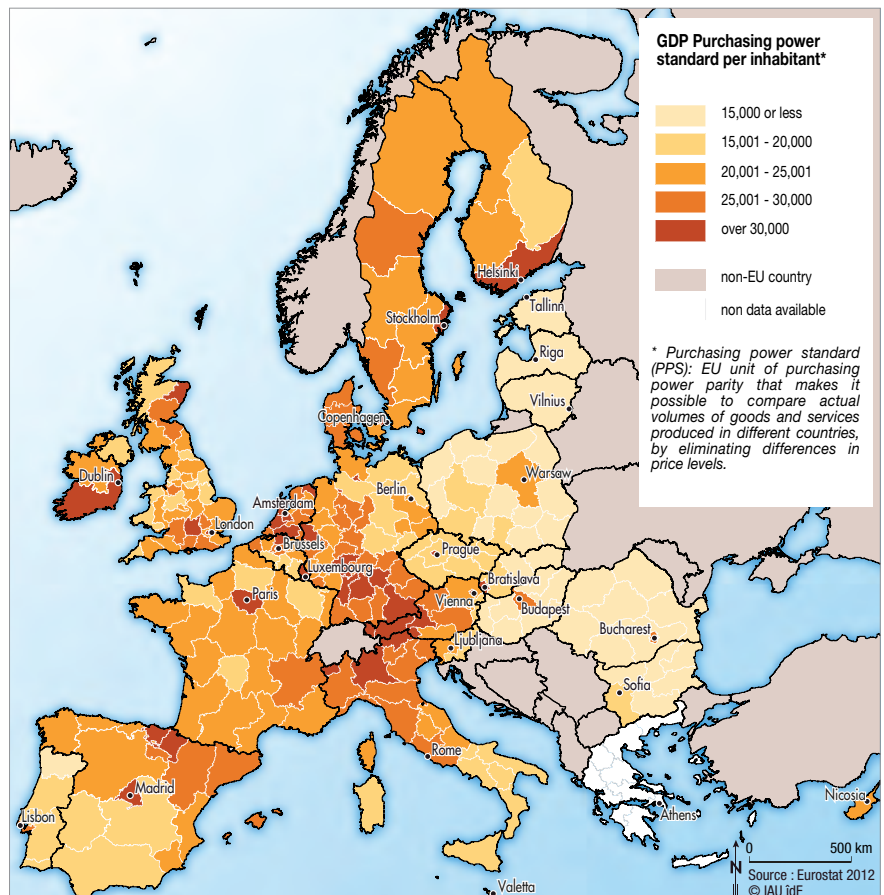 GDP Purchasing power
standard per inhabitant*
15,000 or less
15,001 - 20,000
20,001 - 25,001
25,001 - 30,000
over 30,000
non-EU country
non data available
* Purchasing power standard
(PPS): EU unit of purchasing
power parity that makes it
possible to compare actual
volumes of goods and services
produced in different countries,
by eliminating differences in
price levels.
Helsinki
Tallinn
Stockholm
Riga
Vilnius
Copenhagen
Dublin
Warsaw
Berlin
Amsterdam
London
Brussels
Prague
Luxembourg
Paris
Bratislava
Vienna
Budapest
Bucharest
Ljubljana
Sofia
Rome
Madrid
Lisbon
Nicosia
Athens
Valetta
N
0 500 km
Source : Eurostat 2012
© IAU îdF